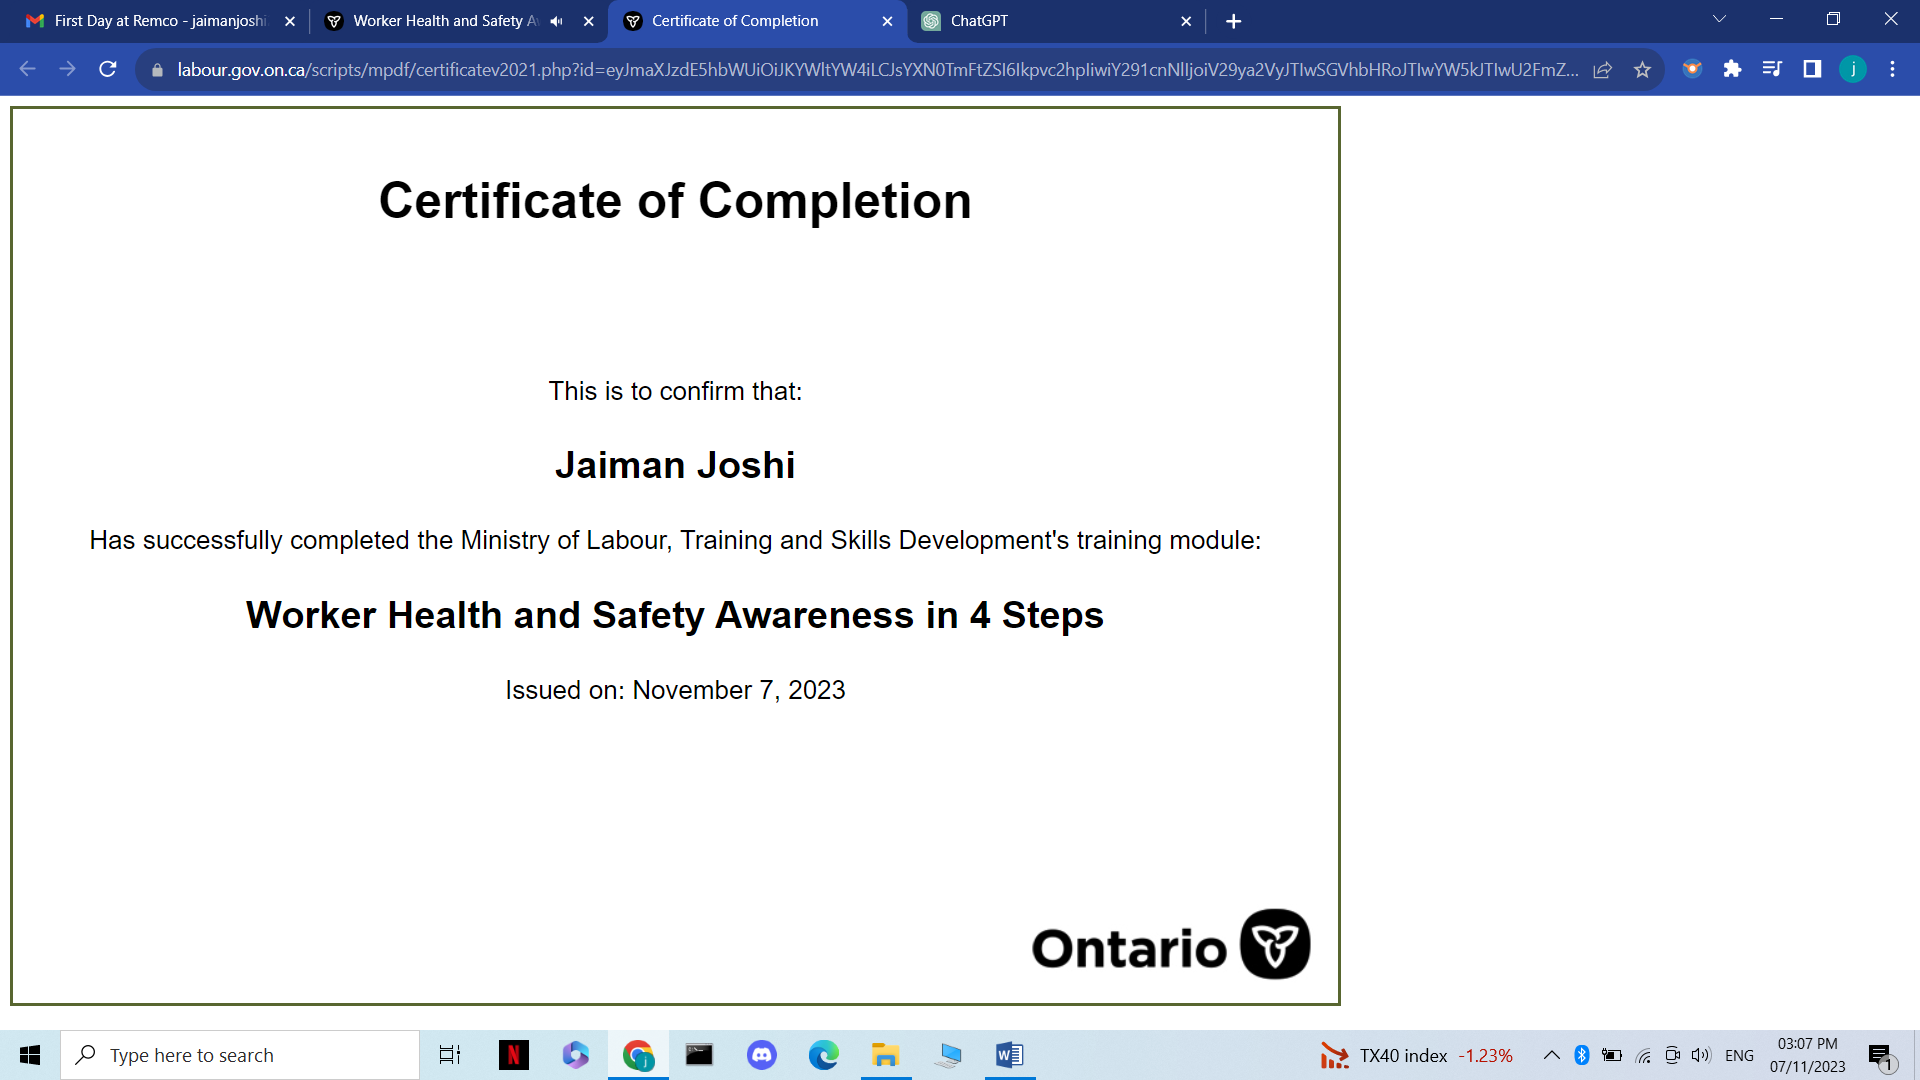 First Day at Remco - jaimanjoshi
Worker Health and Safety A
Certificate of Completion
ChatGPT
labour.gov.on.ca/scripts/mpdf/certificatev2021.php?id=eyJmaXJzdE5hbWUiOiJKYWltYW4iLCJsYXN0TmFtZSI6Ikpvc2hpIiwiY291cnNlIjoiV29ya2VyJTIwSGVhbHRoJTIwYW5kJTIwU2FmZ...
j
Certificate of Completion
This is to confirm that:
Jaiman Joshi
Has successfully completed the Ministry of Labour, Training and Skills Development's training module:
Worker Health and Safety Awareness in 4 Steps
Issued on: November 7, 2023
Ontario
Type here to search
TX40 index -1.23%
ENG
03:07 PM
07/11/2023
1